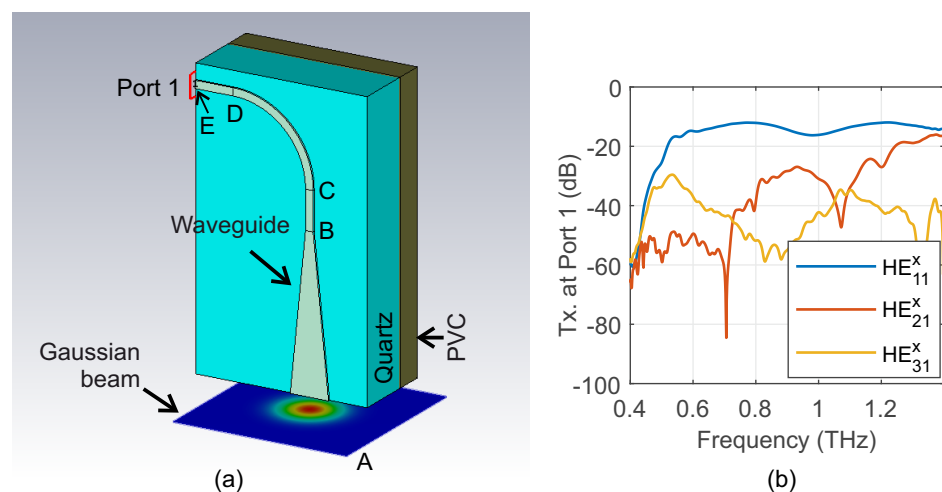 Port 1
E
D
C
B
Waveguide
Quartz
PVC
Gaussian
beam
A
(a)
Tx. at Port 1 (dB)
0
-20
-40
-60
-80
-100
0.4
0.6
0.8
1
1.2
Frequency (THz)
HE^x_11
HE^x_21
HE^x_31
(b)